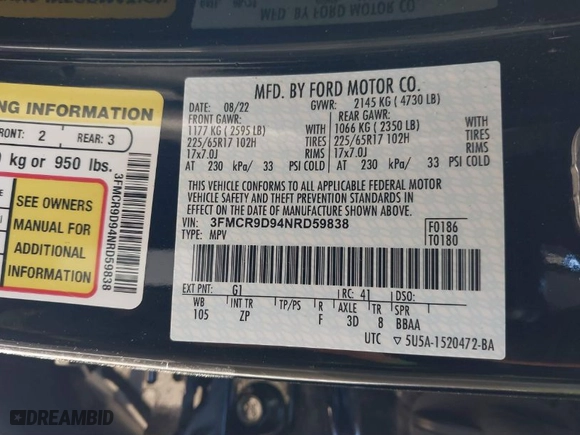 MFD. BY FORD MOTOR CO.
DATE: 08/22 GVWR: 2145 KG ( 4730 LB)
FRONT GAWR: REAR GAWR:
1177 KG ( 2595 LB) WITH 1066 KG ( 2350 LB) WITH
225/65R17 102H TIRES 225/65R17 102H TIRES
17x7.0J RIMS 17x7.0J RIMS
AT 230 kPa/ 33 PSI COLD AT 230 kPa/ 33 PSI COLD
THIS VEHICLE CONFORMS TO ALL APPLICABLE FEDERAL MOTOR
VEHICLE SAFETY AND THEFT PREVENTION STANDARDS IN
EFFECT ON THE DATE OF MANUFACTURE SHOWN ABOVE.
VIN: 3FMCR9D94NRD59838 F0186
TYPE: MPV T0180
EXT PNT: G1 RC: 41 DSO:
WB INT TR TP/PS R AXLE TR SPR
105 ZP F 3D 8 BBAA
UTC ▽ 5U5A-1520472-BA
NG INFORMATION
FRONT: 2 REAR: 3
kg or 950 lbs.
SEE OWNERS
MANUAL FOR
ADDITIONAL
INFORMATION
3FMCR9D94NRD59838
DREAMBID